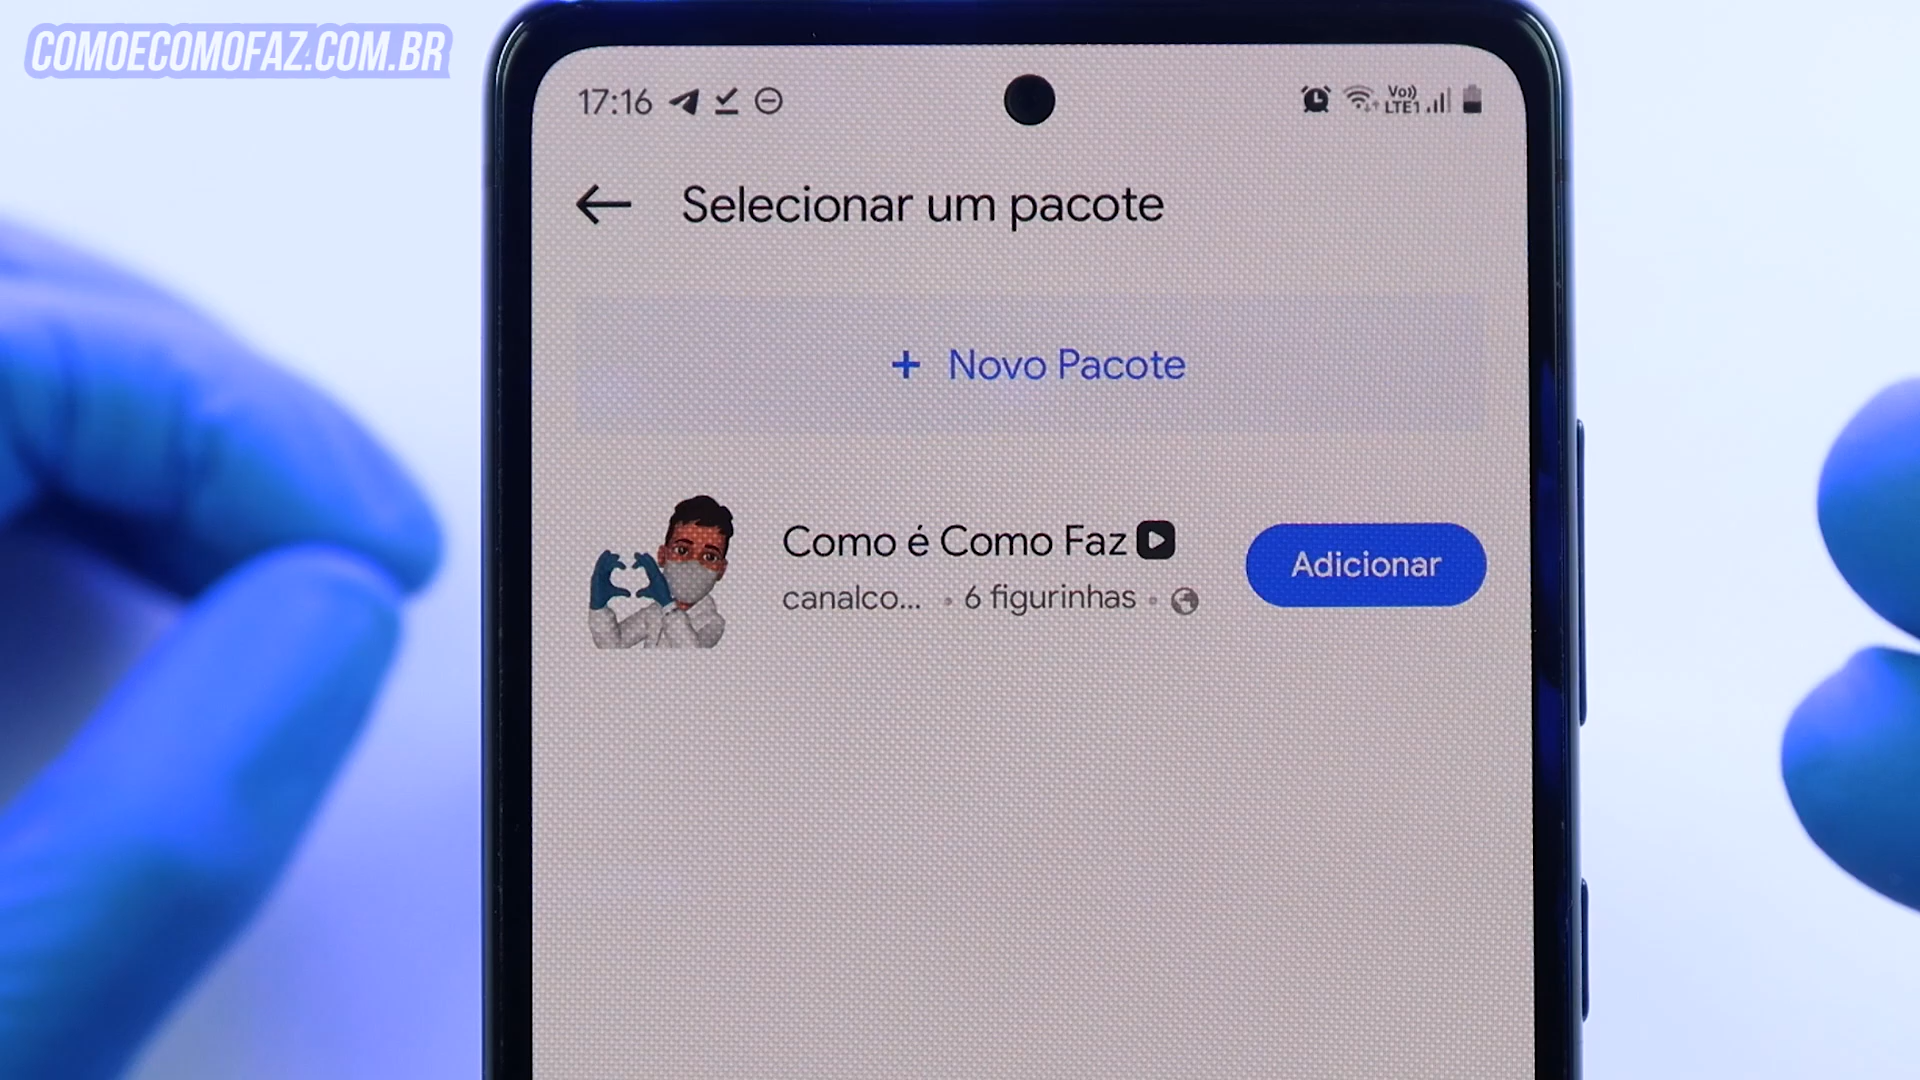 COMOECOMOFAZ.COM.BR
17:16
Vo))
LTE1
Selecionar um pacote
+ Novo Pacote
Como é Como Faz
canalco... • 6 figurinhas •
Adicionar